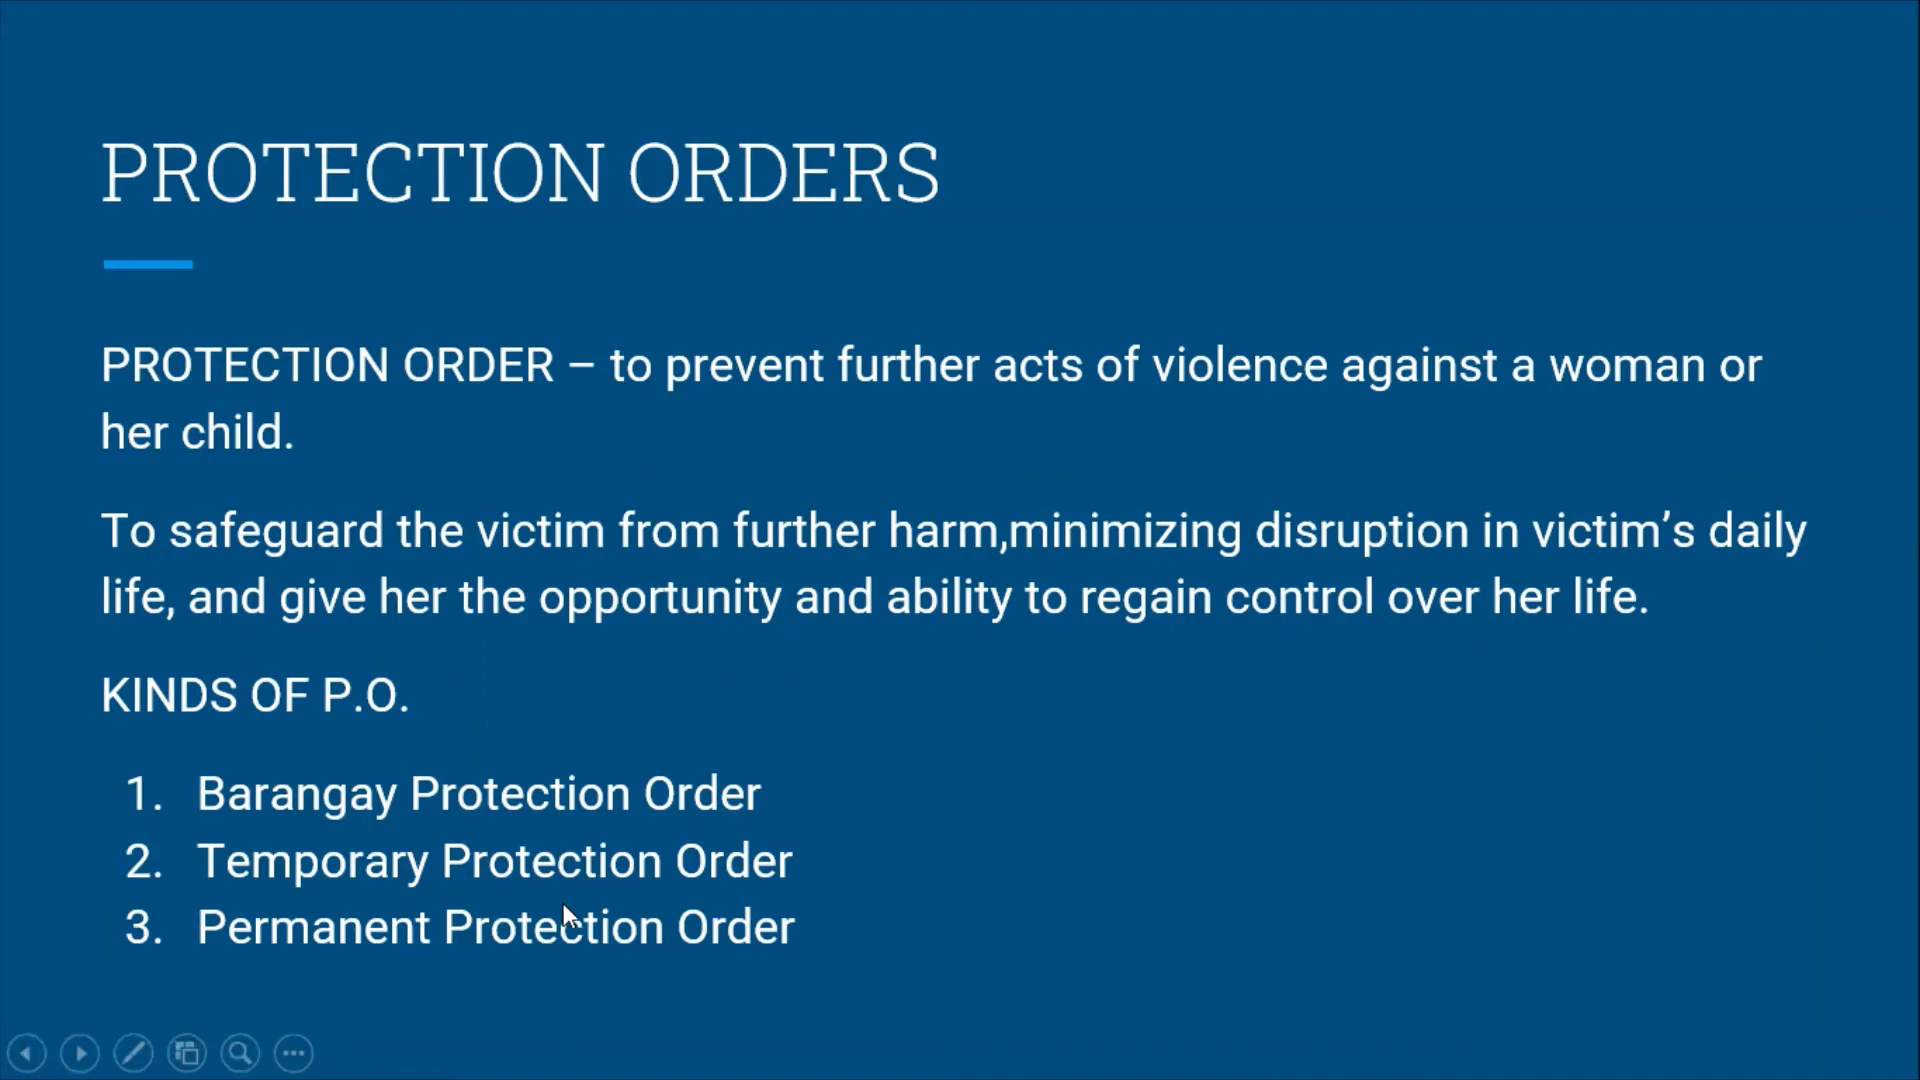 PROTECTION ORDERS
PROTECTION ORDER – to prevent further acts of violence against a woman or
her child.
To safeguard the victim from further harm,minimizing disruption in victim’s daily
life, and give her the opportunity and ability to regain control over her life.
KINDS OF P.O.
1. Barangay Protection Order
2. Temporary Protection Order
3. Permanent Protection Order